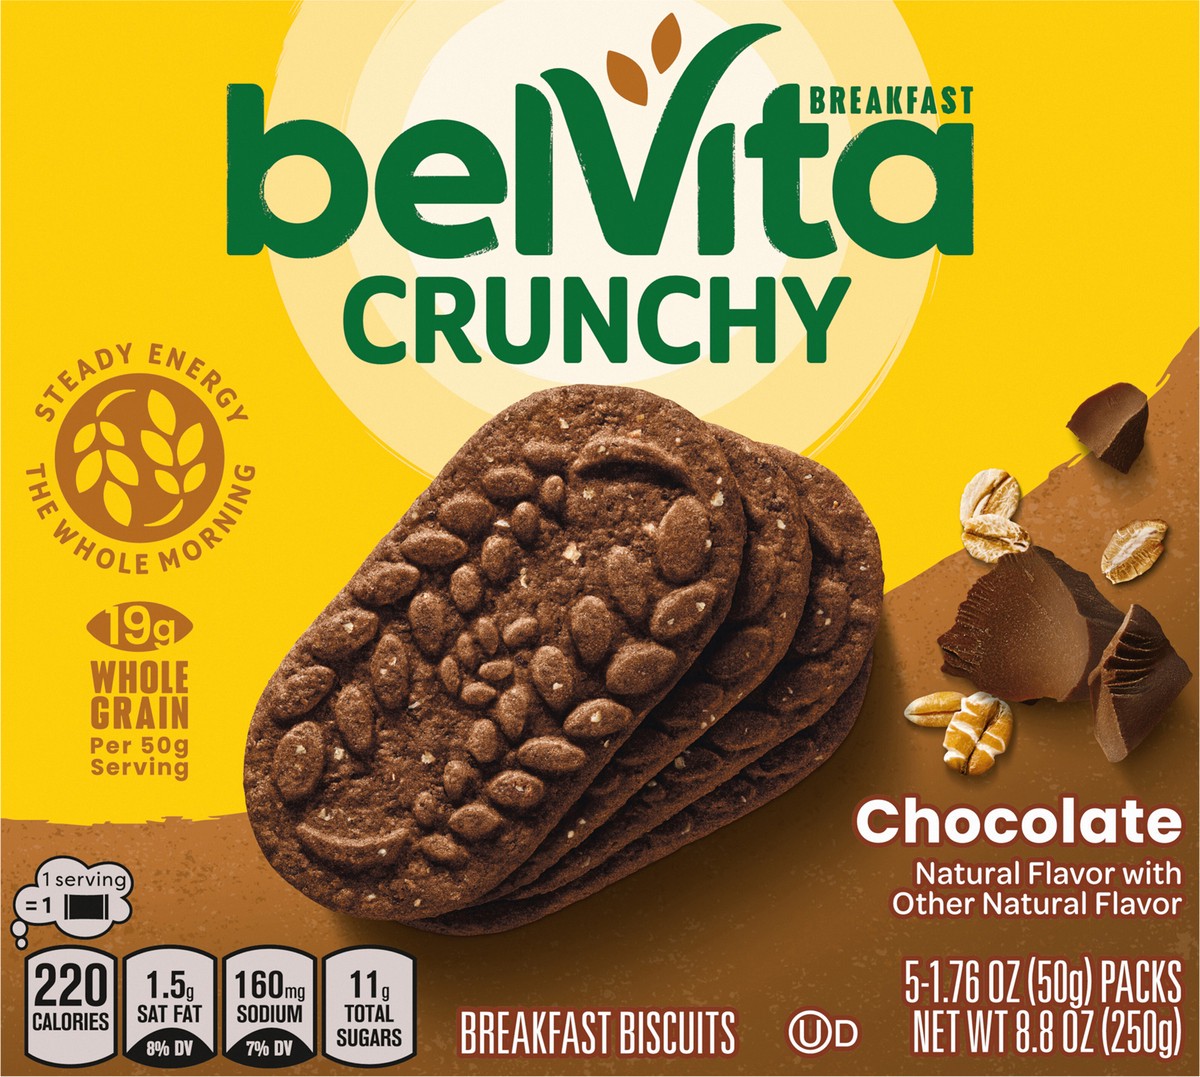 BREAKFAST
belVita
CRUNCHY
STEADY ENERGY
THE WHOLE MORNING
19g
WHOLE
GRAIN
Per 50g
Serving
Chocolate
Natural Flavor with
Other Natural Flavor
1 serving
=1
220
CALORIES
1.5g
SAT FAT
8% DV
160mg
SODIUM
7% DV
11g
TOTAL
SUGARS
BREAKFAST BISCUITS
U D
5-1.76 OZ (50g) PACKS
NET WT 8.8 OZ (250g)